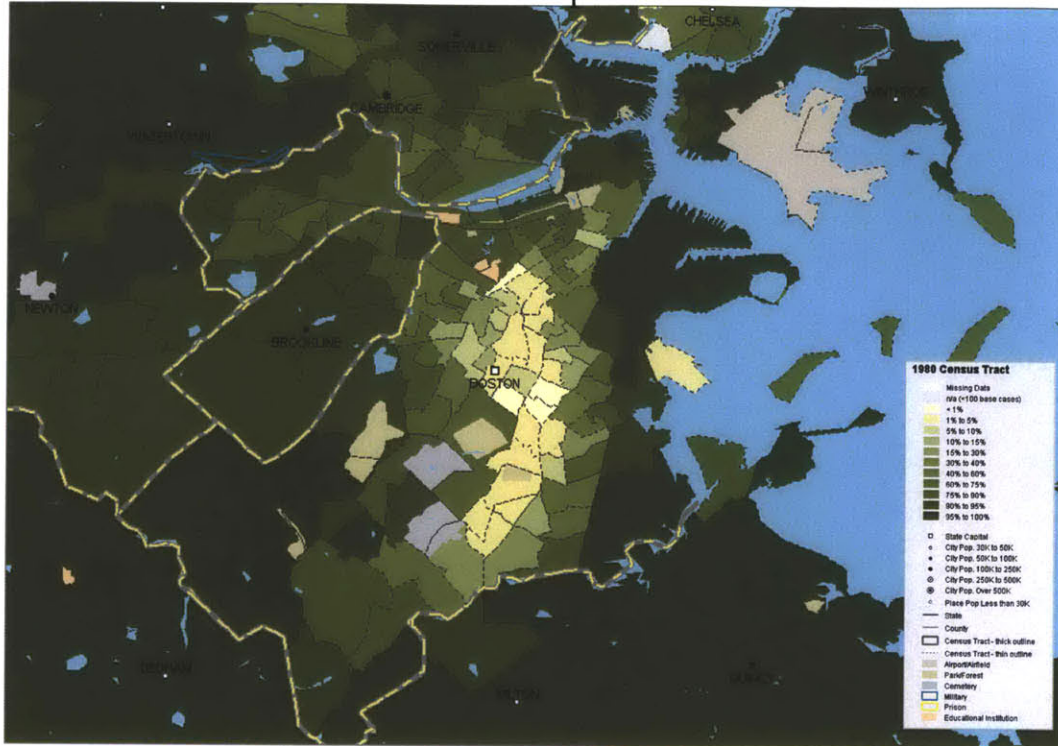 CHELSEA
SOMERVILLE
CAMBRIDGE
WINTHROP
WATERTOWN
NEWTON
BROOKLINE
BOSTON
DEDHAM
MILTON
QUINCY
1980 Census Tract
Missing Data
n/a (<100 base cases)
< 1%
1% to 5%
5% to 10%
10% to 15%
15% to 30%
30% to 40%
40% to 60%
60% to 75%
75% to 90%
90% to 95%
95% to 100%
State Capital
City Pop. 30K to 50K
City Pop. 50K to 100K
City Pop. 100K to 250K
City Pop. 250K to 500K
City Pop. Over 500K
Place Pop Less than 30K
State
County
Census Tract - thick outline
Census Tract - thin outline
Airport/Airfield
Park/Forest
Cemetery
Military
Prison
Educational Institution